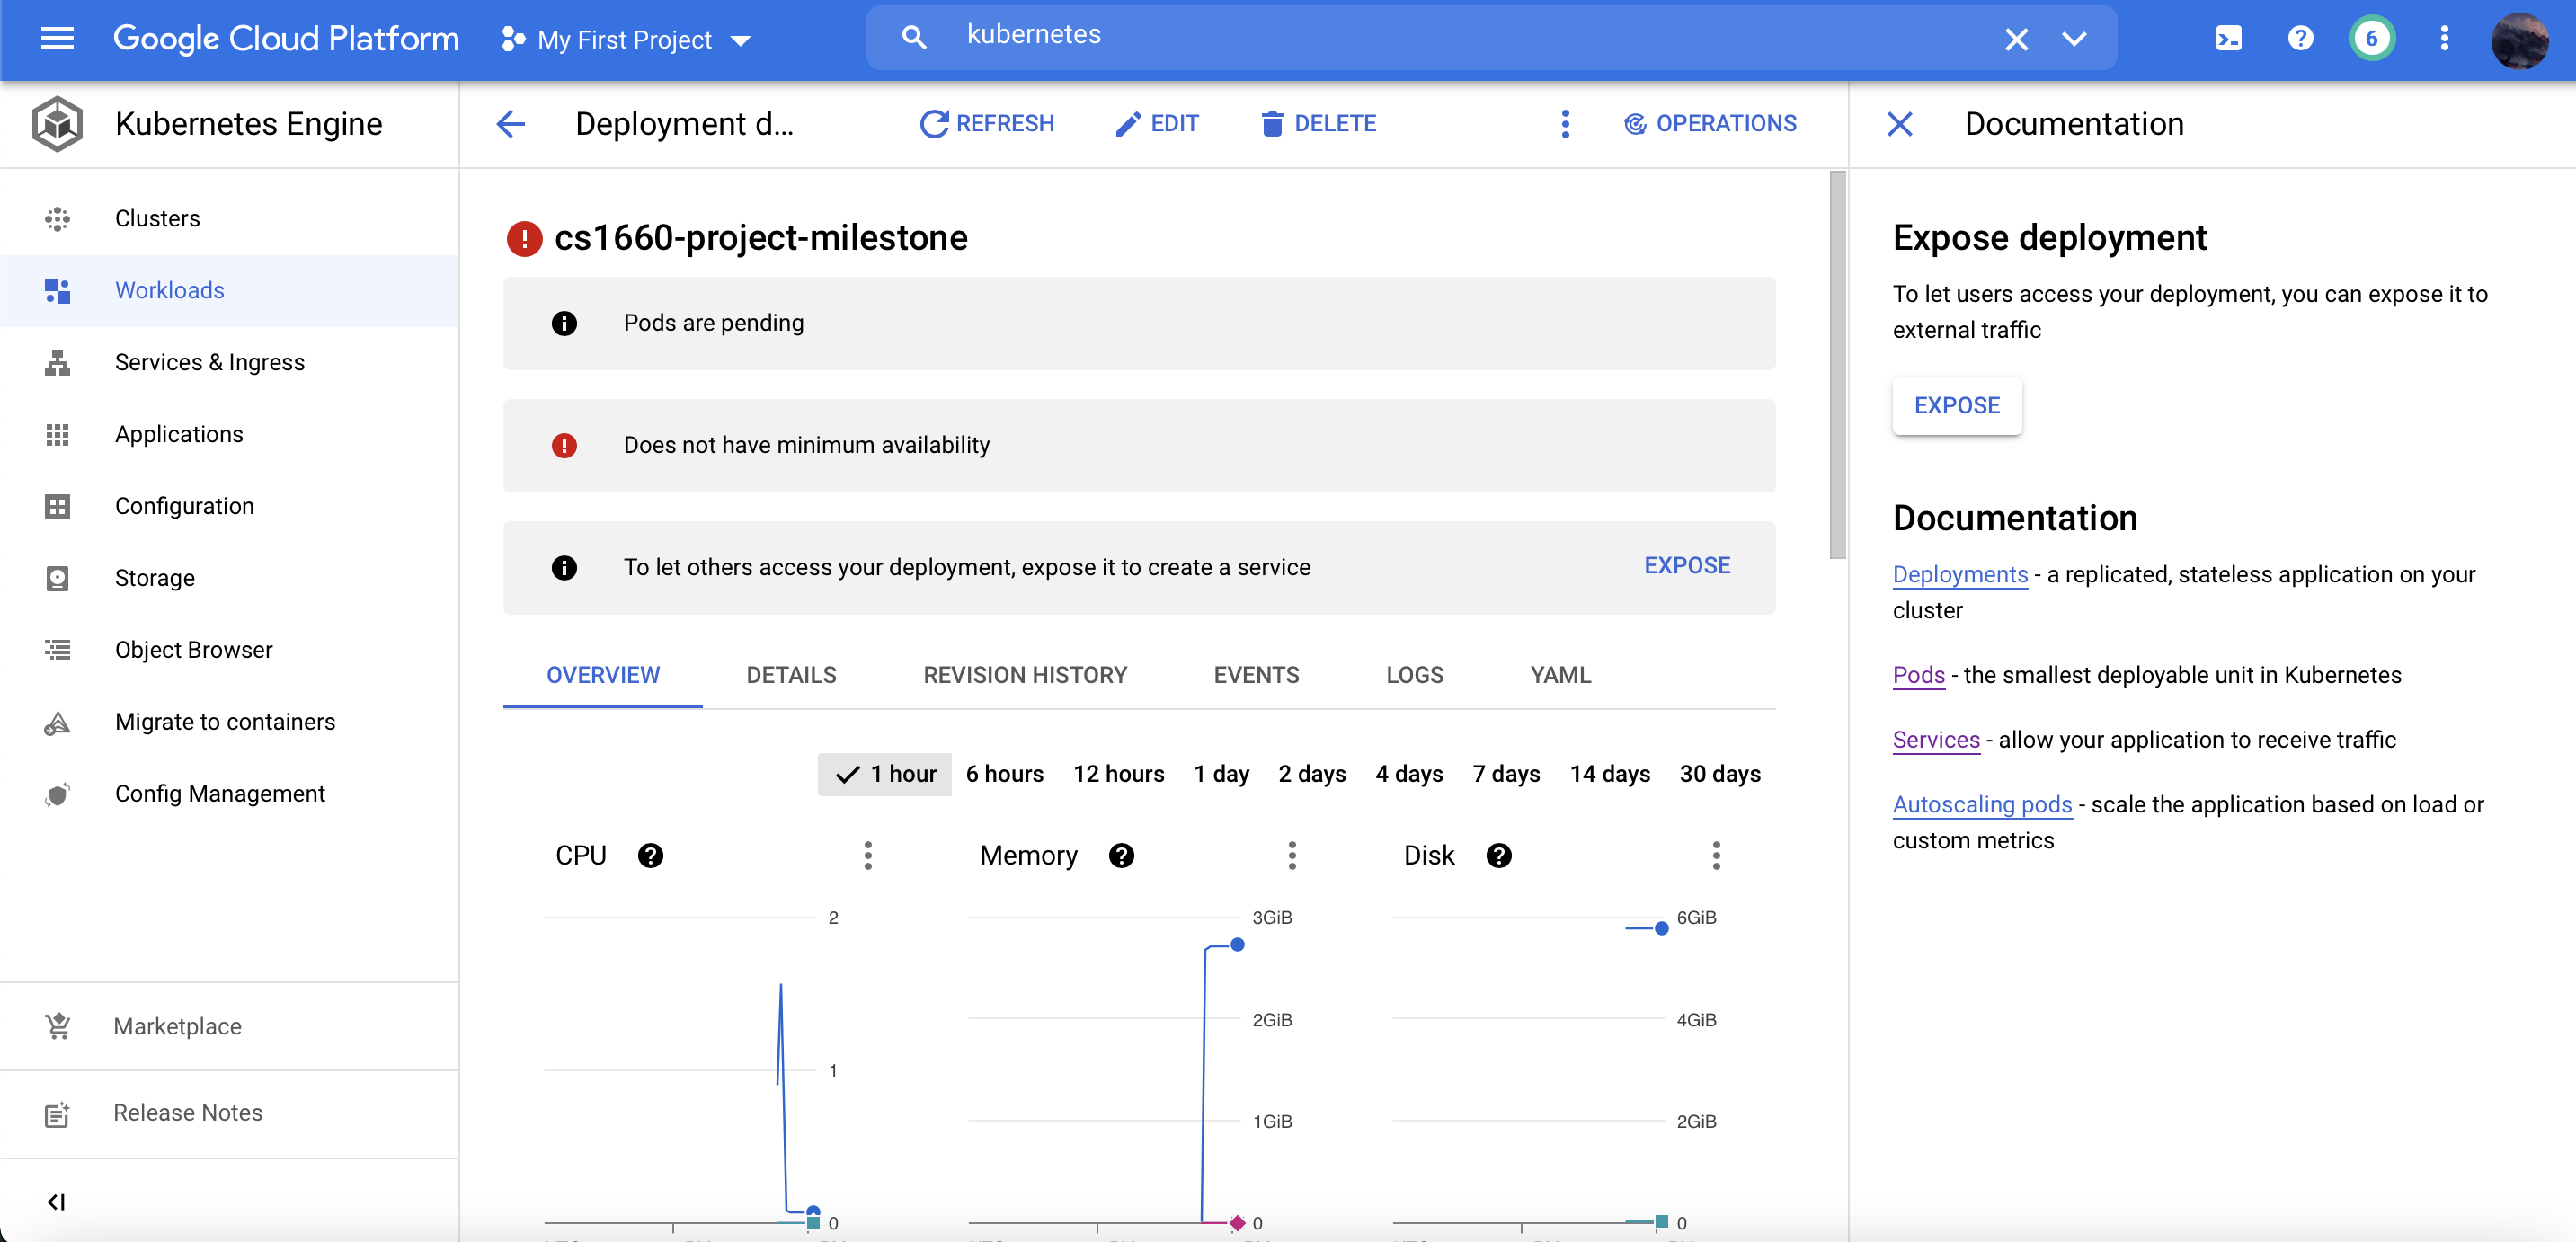 Google Cloud Platform
My First Project
kubernetes
6
Kubernetes Engine
Deployment d...
REFRESH
EDIT
DELETE
OPERATIONS
Documentation
Clusters
Workloads
Services & Ingress
Applications
Configuration
Storage
Object Browser
Migrate to containers
Config Management
Marketplace
Release Notes
cs1660-project-milestone
Pods are pending
Does not have minimum availability
To let others access your deployment, expose it to create a service
EXPOSE
OVERVIEW
DETAILS
REVISION HISTORY
EVENTS
LOGS
YAML
1 hour
6 hours
12 hours
1 day
2 days
4 days
7 days
14 days
30 days
CPU
2
1
0
Memory
3GiB
2GiB
1GiB
0
Disk
6GiB
4GiB
2GiB
0
Expose deployment
To let users access your deployment, you can expose it to
external traffic
EXPOSE
Documentation
Deployments - a replicated, stateless application on your
cluster
Pods - the smallest deployable unit in Kubernetes
Services - allow your application to receive traffic
Autoscaling pods - scale the application based on load or
custom metrics